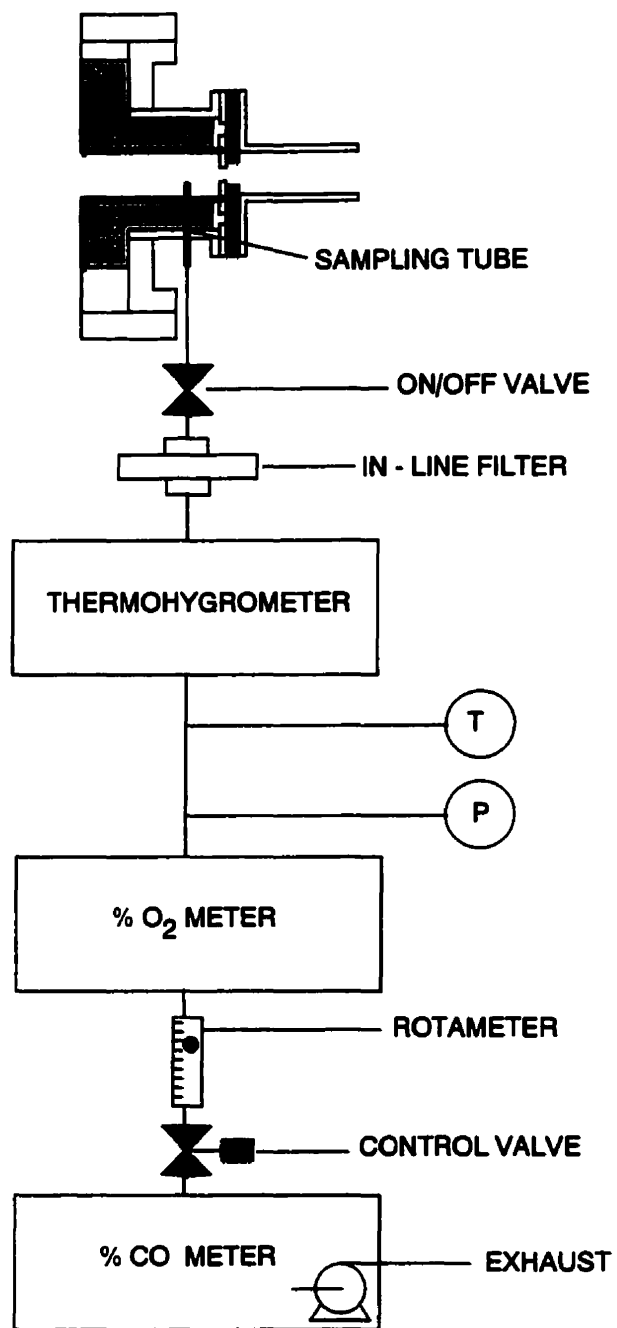 SAMPLING TUBE
ON/OFF VALVE
IN - LINE FILTER
THERMOHYGROMETER
T
P
% O2 METER
ROTAMETER
CONTROL VALVE
% CO METER
EXHAUST